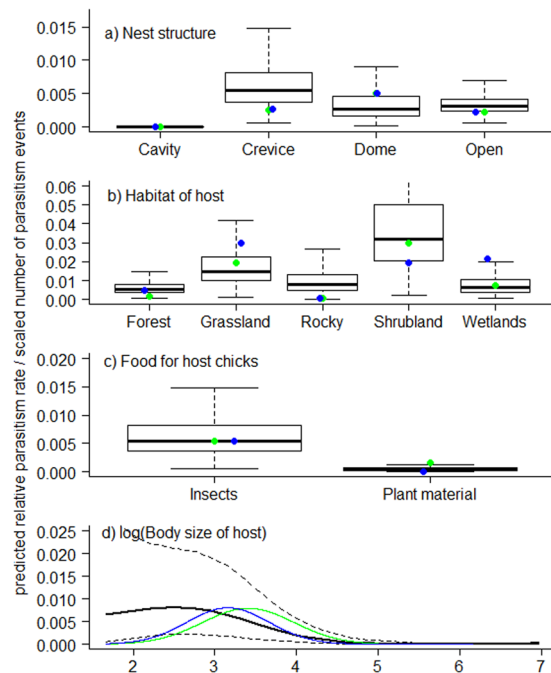 predicted relative parasitism rate / scaled number of parasitism events
a) Nest structure
0.015
0.010
0.005
0.000
Cavity Crevice Dome Open
b) Habitat of host
0.06
0.05
0.04
0.03
0.02
0.01
0.00
Forest Grassland Rocky Shrubland Wetlands
c) Food for host chicks
0.020
0.015
0.010
0.005
0.000
Insects Plant material
d) log(Body size of host)
0.025
0.020
0.015
0.010
0.005
0.000
2 3 4 5 6 7